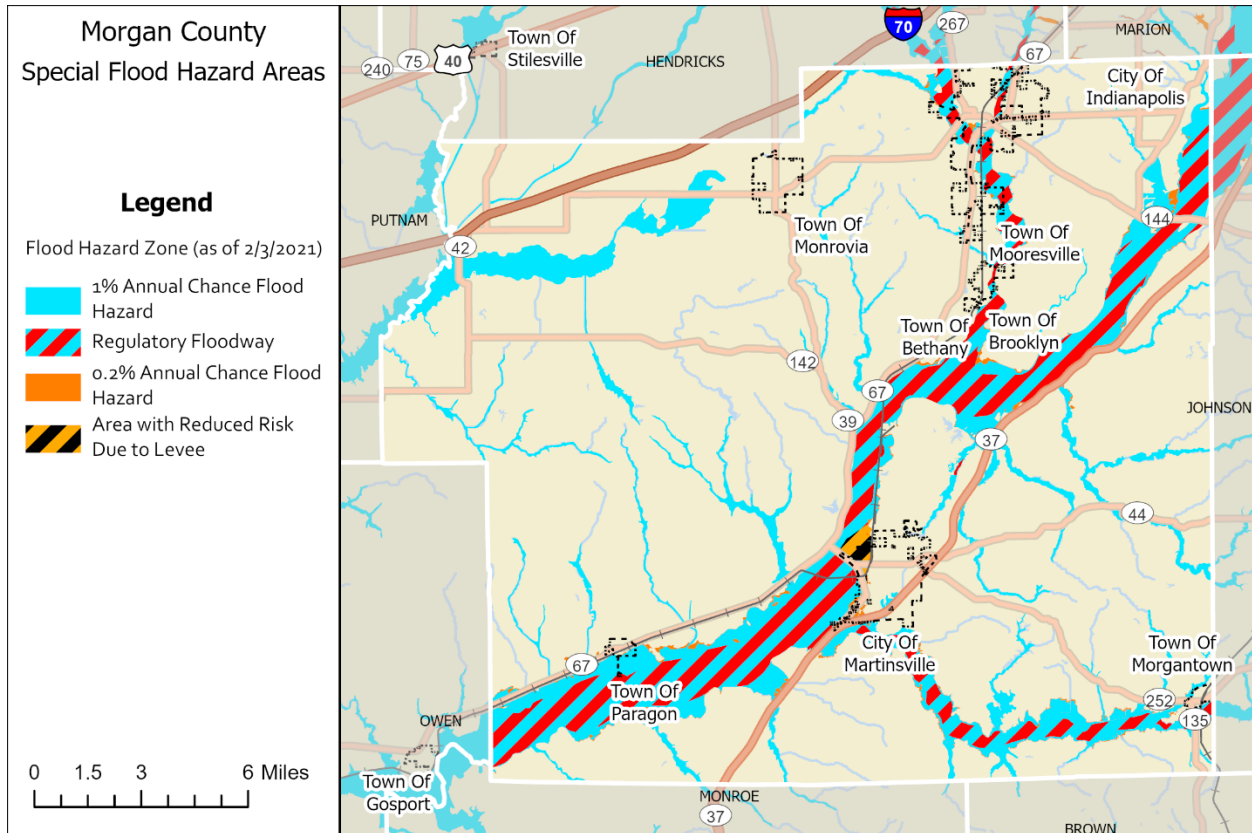 Morgan County
Special Flood Hazard Areas
Legend
Flood Hazard Zone (as of 2/3/2021)
1% Annual Chance Flood
Hazard
Regulatory Floodway
0.2% Annual Chance Flood
Hazard
Area with Reduced Risk
Due to Levee
0 1.5 3 6 Miles
70
267
MARION
67
240
75
40
Town Of
Stilesville
HENDRICKS
City Of
Indianapolis
PUTNAM
42
Town Of
Monrovia
144
Town Of
Mooresville
Town Of
Bethany
Town Of
Brooklyn
142
67
39
JOHNSON
37
44
City Of
Martinsville
Town Of
Morgantown
67
Town Of
Paragon
252
135
OWEN
Town Of
Gosport
MONROE
37
BROWN